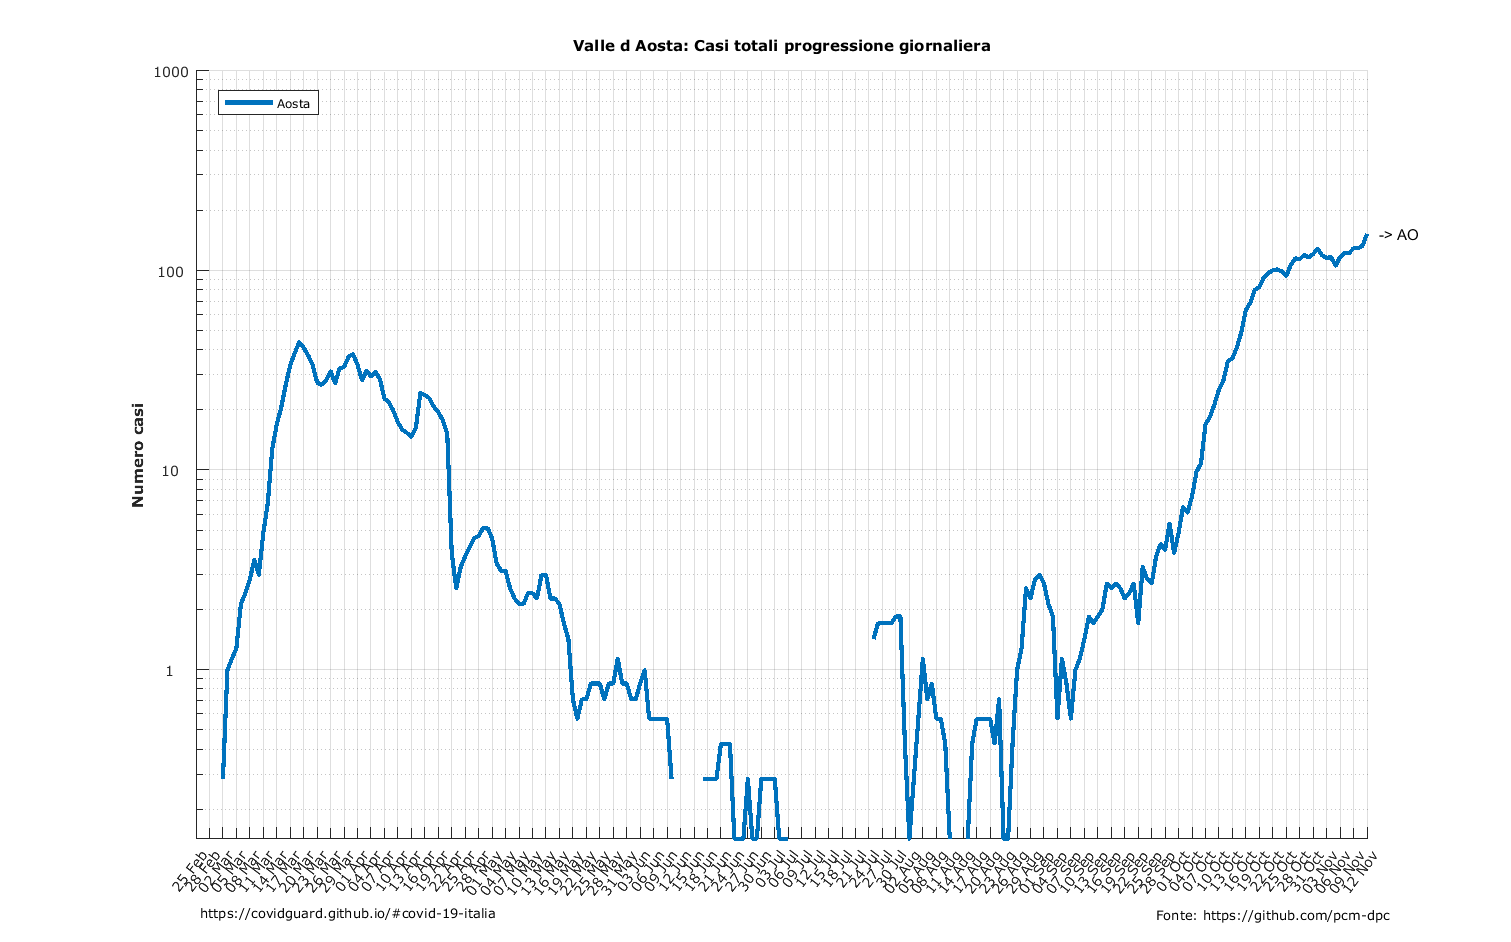 Valle d Aosta: Casi totali progressione giornaliera
1000
Aosta
-> AO
100
10
1
Numero casi
25 Feb
28 Feb
02 Mar
05 Mar
08 Mar
11 Mar
14 Mar
17 Mar
20 Mar
23 Mar
26 Mar
29 Mar
01 Apr
04 Apr
07 Apr
10 Apr
13 Apr
16 Apr
19 Apr
22 Apr
25 Apr
28 Apr
01 May
04 May
07 May
10 May
13 May
16 May
19 May
22 May
25 May
28 May
31 May
03 Jun
06 Jun
09 Jun
12 Jun
15 Jun
18 Jun
21 Jun
24 Jun
27 Jun
30 Jun
03 Jul
06 Jul
09 Jul
12 Jul
15 Jul
18 Jul
21 Jul
24 Jul
27 Jul
30 Jul
02 Aug
05 Aug
08 Aug
11 Aug
14 Aug
17 Aug
20 Aug
23 Aug
26 Aug
29 Aug
01 Sep
04 Sep
07 Sep
10 Sep
13 Sep
16 Sep
19 Sep
22 Sep
25 Sep
28 Sep
01 Oct
04 Oct
07 Oct
10 Oct
13 Oct
16 Oct
19 Oct
22 Oct
25 Oct
28 Oct
31 Oct
03 Nov
06 Nov
09 Nov
12 Nov
https://covidguard.github.io/#covid-19-italia
Fonte: https://github.com/pcm-dpc